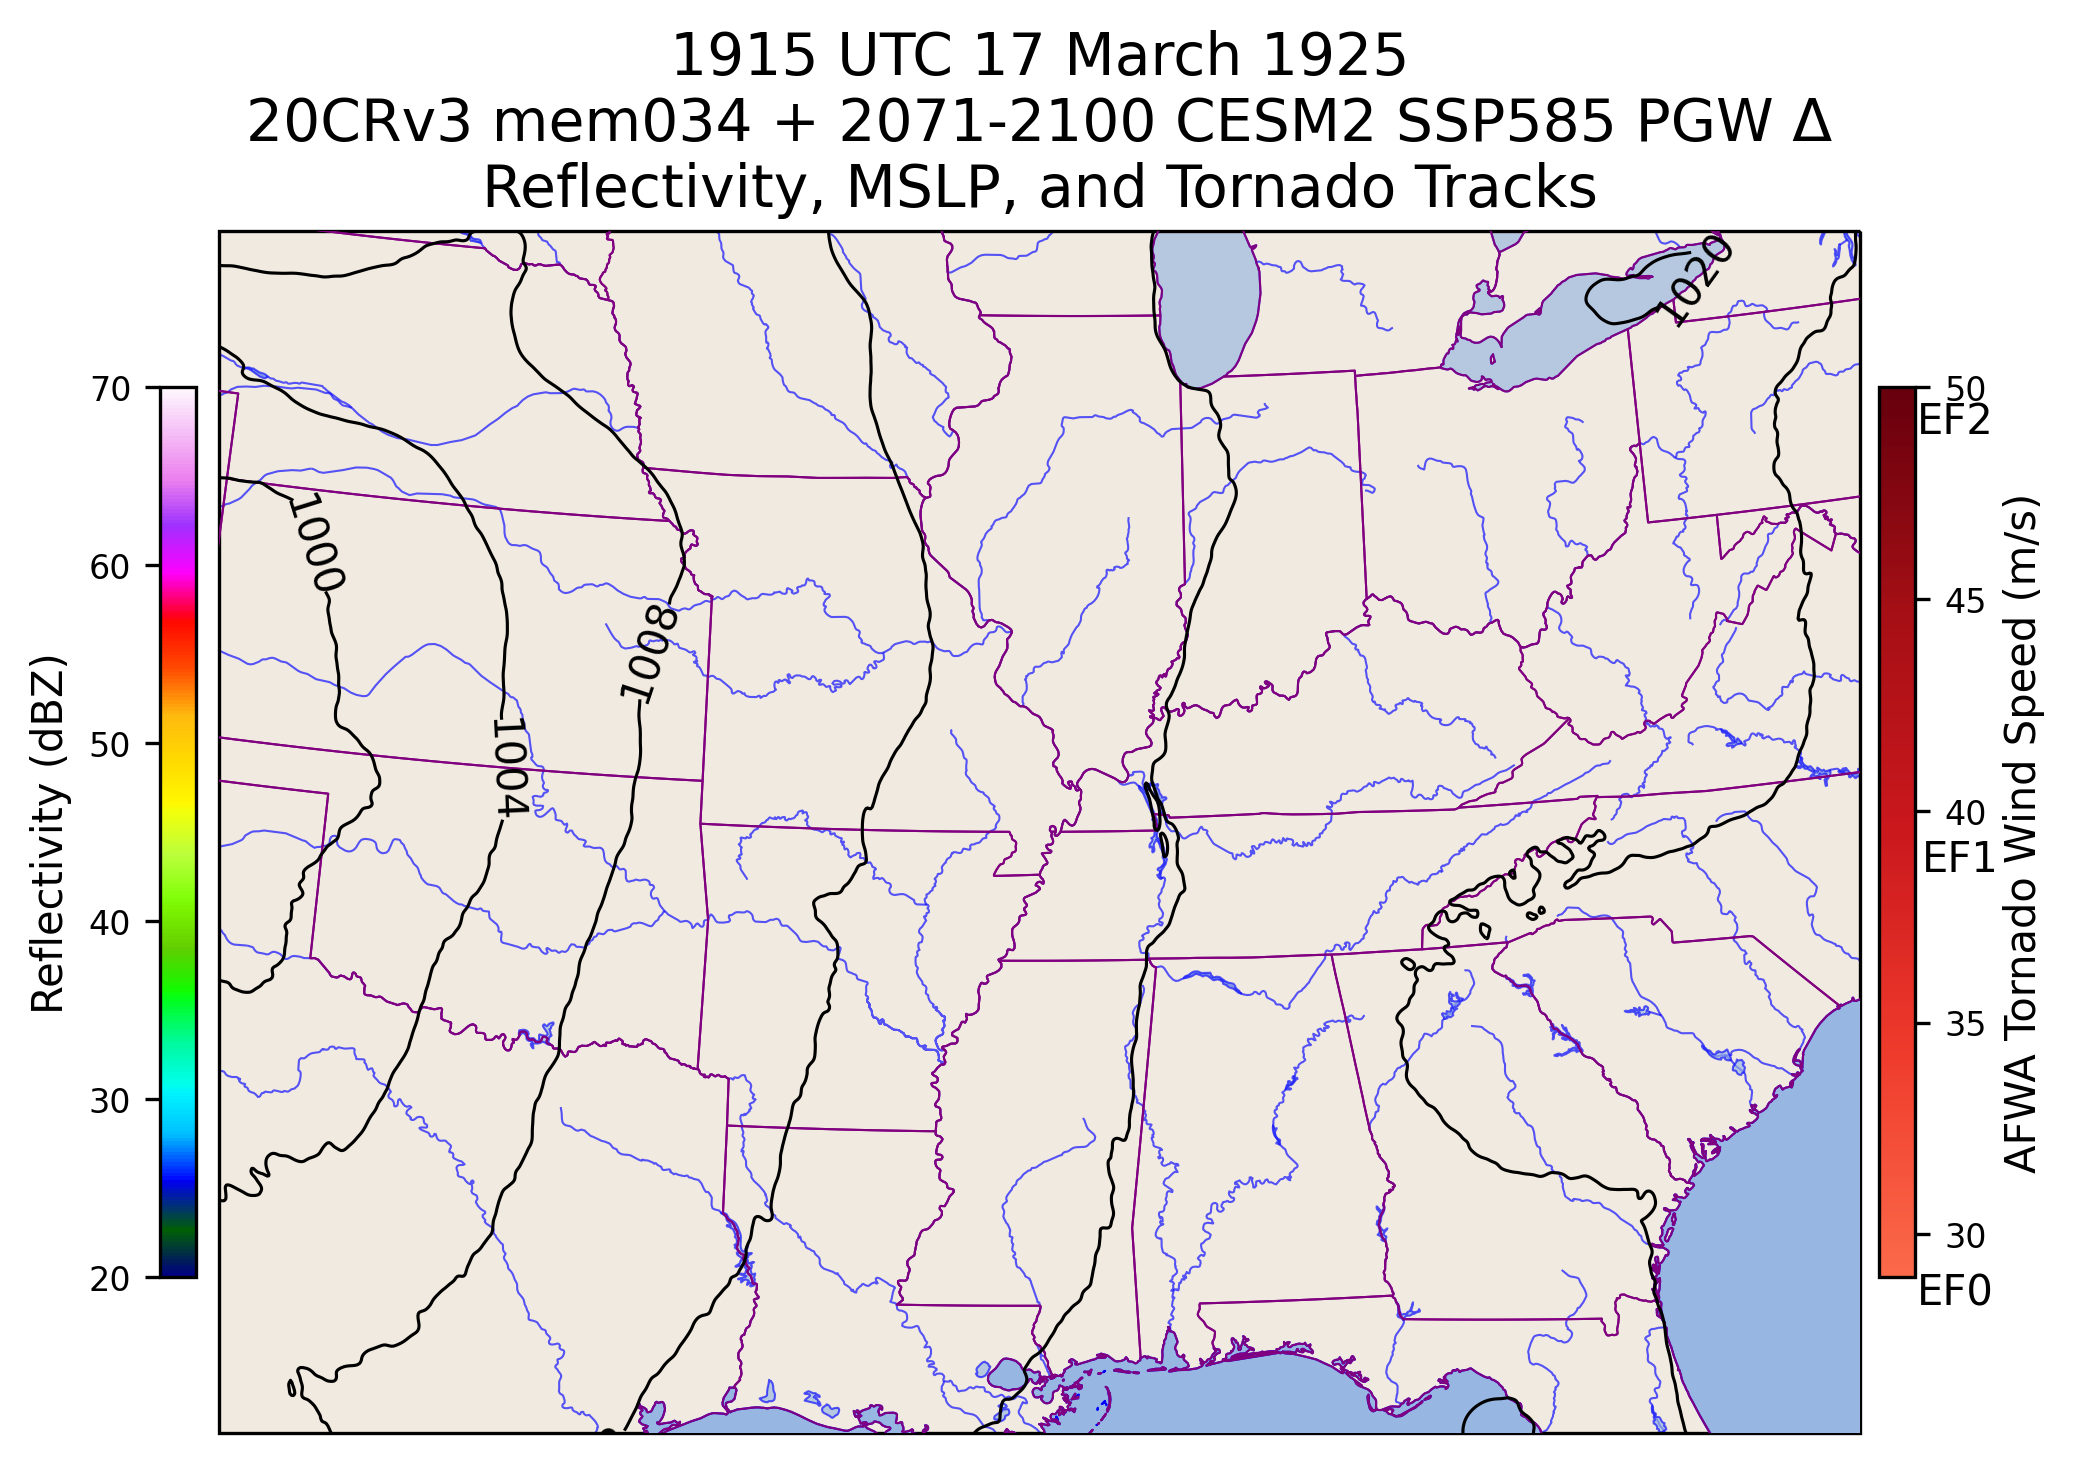 1915 UTC 17 March 1925
20CRv3 mem034 + 2071-2100 CESM2 SSP585 PGW Δ
Reflectivity, MSLP, and Tornado Tracks
Reflectivity (dBZ)
70
60
50
40
30
20
1020
1000
1008
1004
50
EF2
45
40
EF1
35
30
EF0
AFWA Tornado Wind Speed (m/s)